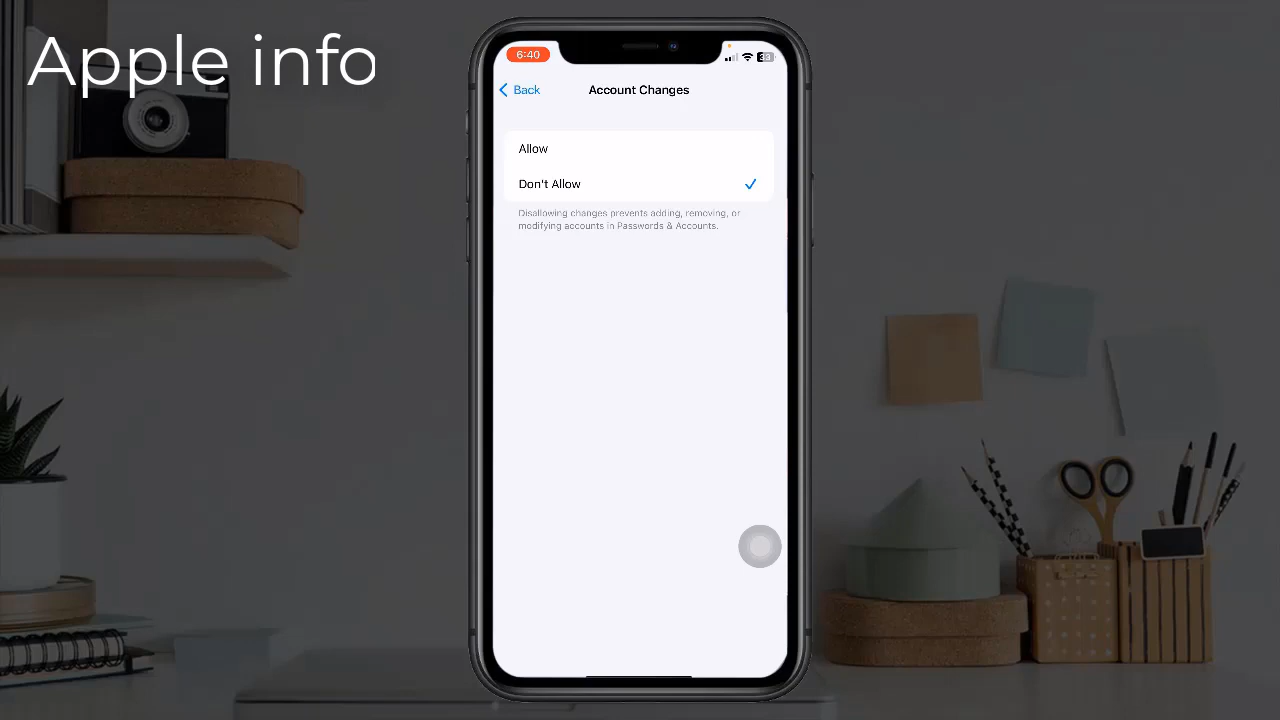 Apple info
6:40
Back
Account Changes
Allow
Don't Allow
Disallowing changes prevents adding, removing, or
modifying accounts in Passwords & Accounts.